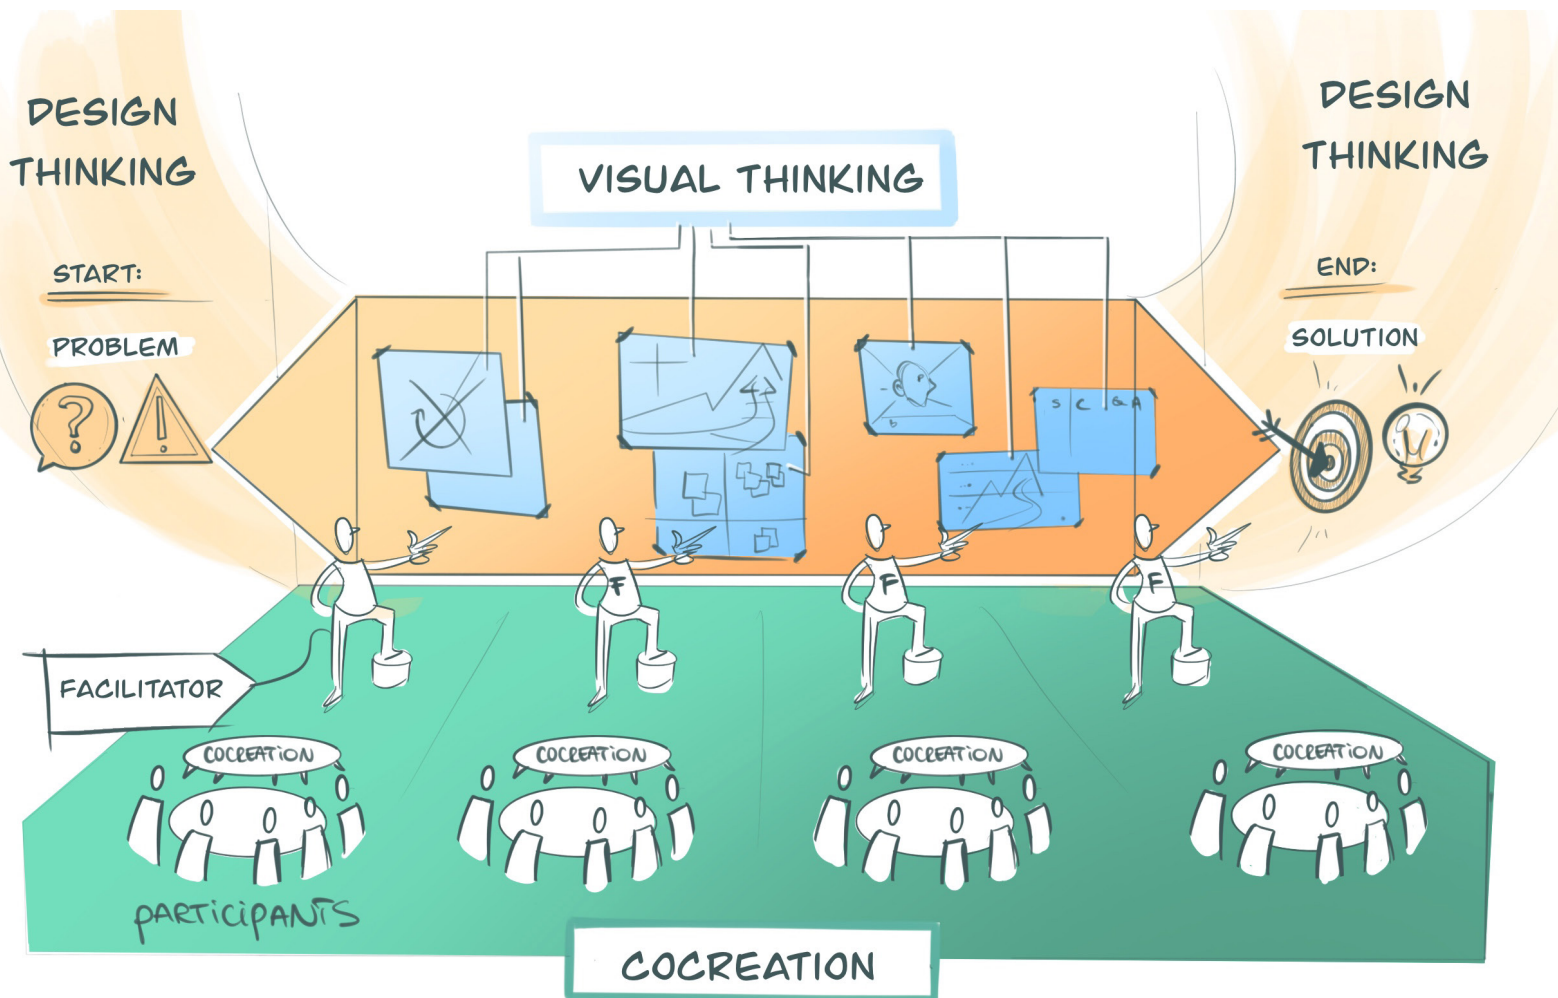 DESIGN
THINKING
START:
PROBLEM
?
!
VISUAL THINKING
DESIGN
THINKING
END:
SOLUTION
S C Q A
F
F
F
FACILITATOR
COCREATION
COCREATION
COCREATION
COCREATION
PARTiCiPANTS
COCREATION